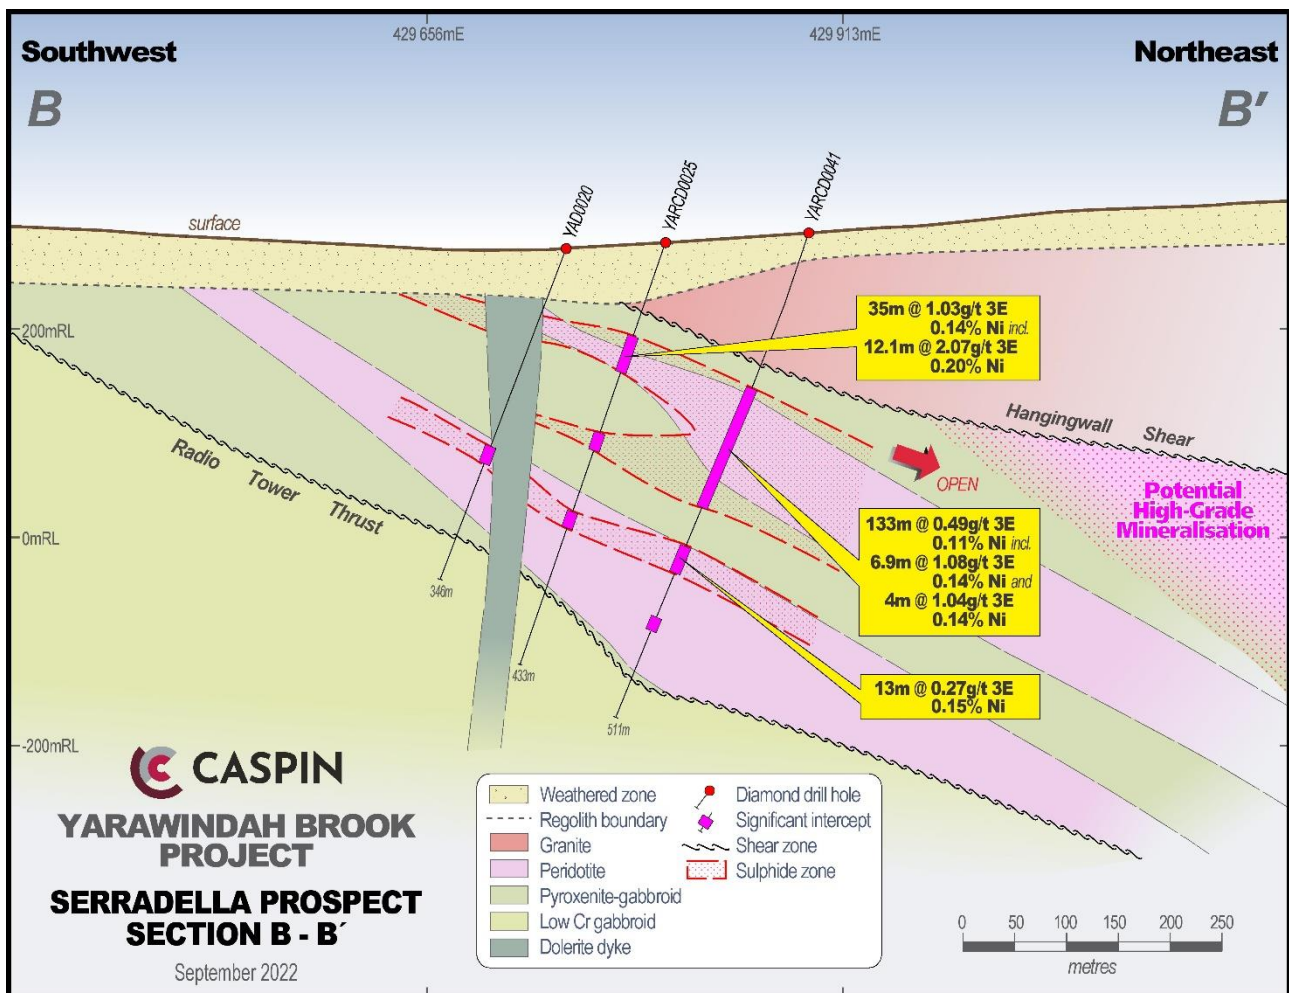 429 656mE
429 913mE
Southwest
Northeast
B
B′
YAD0020
YARCD0025
YARCD0041
surface
35m @ 1.03g/t 3E
0.14% Ni incl.
12.1m @ 2.07g/t 3E
0.20% Ni
200mRL
Hangingwall Shear
Radio Tower Thrust
OPEN
Potential
High-Grade
Mineralisation
133m @ 0.49g/t 3E
0.11% Ni incl.
6.9m @ 1.08g/t 3E
0.14% Ni and
4m @ 1.04g/t 3E
0.14% Ni
0mRL
346m
433m
511m
13m @ 0.27g/t 3E
0.15% Ni
-200mRL
CASPIN
YARAWINDAH BROOK
PROJECT
SERRADELLA PROSPECT
SECTION B - B´
September 2022
Weathered zone
Regolith boundary
Granite
Peridotite
Pyroxenite-gabbroid
Low Cr gabbroid
Dolerite dyke
Diamond drill hole
Significant intercept
Shear zone
Sulphide zone
0 50 100 150 200 250
metres